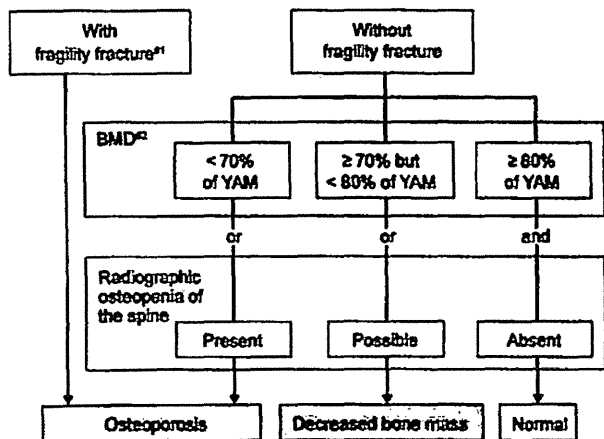 With
fragility fracture#1
Without
fragility fracture
BMD#2
< 70%
of YAM
≥ 70% but
< 80% of YAM
≥ 80%
of YAM
or
or
and
Radiographic
osteopenia of
the spine
Present
Possible
Absent
Osteoporosis
Decreased bone mass
Normal